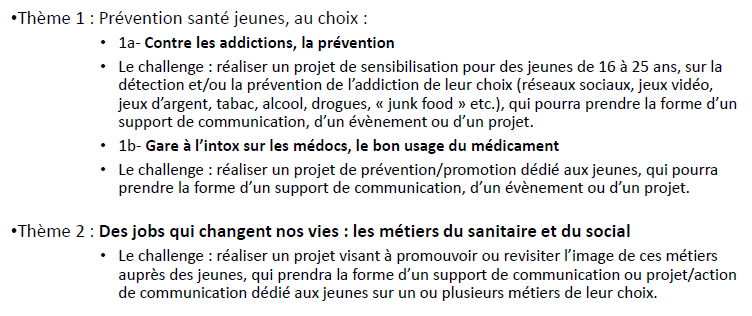 •Thème 1 : Prévention santé jeunes, au choix :
• 1a- Contre les addictions, la prévention
• Le challenge : réaliser un projet de sensibilisation pour des jeunes de 16 à 25 ans, sur la
détection et/ou la prévention de l’addiction de leur choix (réseaux sociaux, jeux vidéo,
jeux d’argent, tabac, alcool, drogues, « junk food » etc.), qui pourra prendre la forme d’un
support de communication, d’un évènement ou d’un projet.
• 1b- Gare à l’intox sur les médocs, le bon usage du médicament
• Le challenge : réaliser un projet de prévention/promotion dédié aux jeunes, qui pourra
prendre la forme d’un support de communication, d’un évènement ou d’un projet.
•Thème 2 : Des jobs qui changent nos vies : les métiers du sanitaire et du social
• Le challenge : réaliser un projet visant à promouvoir ou revisiter l’image de ces métiers
auprès des jeunes, qui prendra la forme d’un support de communication ou projet/action
de communication dédié aux jeunes sur un ou plusieurs métiers de leur choix.